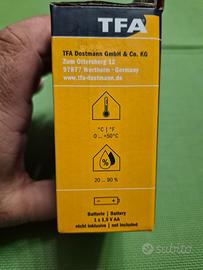 TFA
TFA Dostmann GmbH & Co. KG
Zum Ottersberg 12
97877 Wertheim - Germany
www.tfa-dostmann.de
°C | °F
0 ... +50°C
%
20 ... 90 %
- +
Batterie | Battery
1 x 1,5 V AA
nicht inklusive | not included
subito